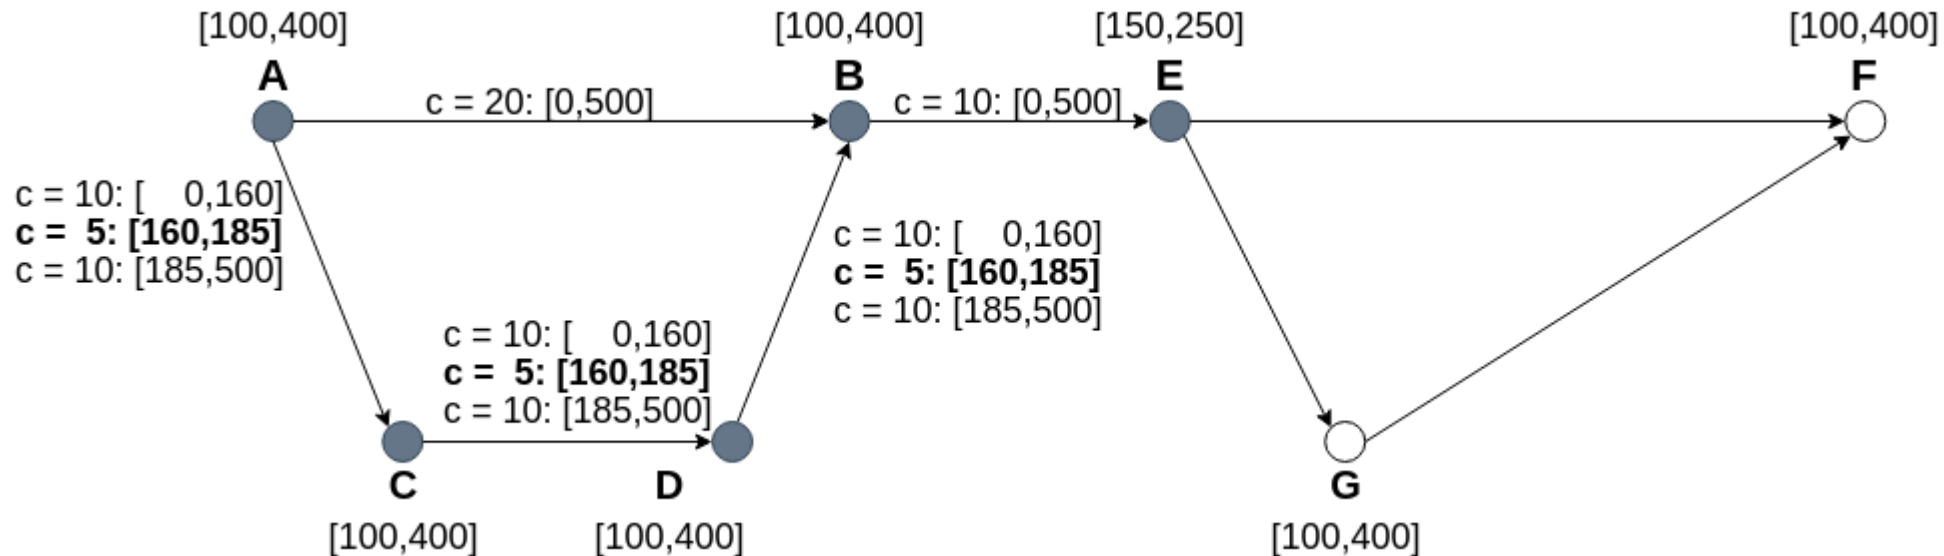 [100,400]
[100,400]
[150,250]
[100,400]
A
B
E
F
c = 20: [0,500]
c = 10: [0,500]
c = 10: [    0,160]
c =  5: [160,185]
c = 10: [185,500]
c = 10: [    0,160]
c =  5: [160,185]
c = 10: [185,500]
c = 10: [    0,160]
c =  5: [160,185]
c = 10: [185,500]
C
D
G
[100,400]
[100,400]
[100,400]